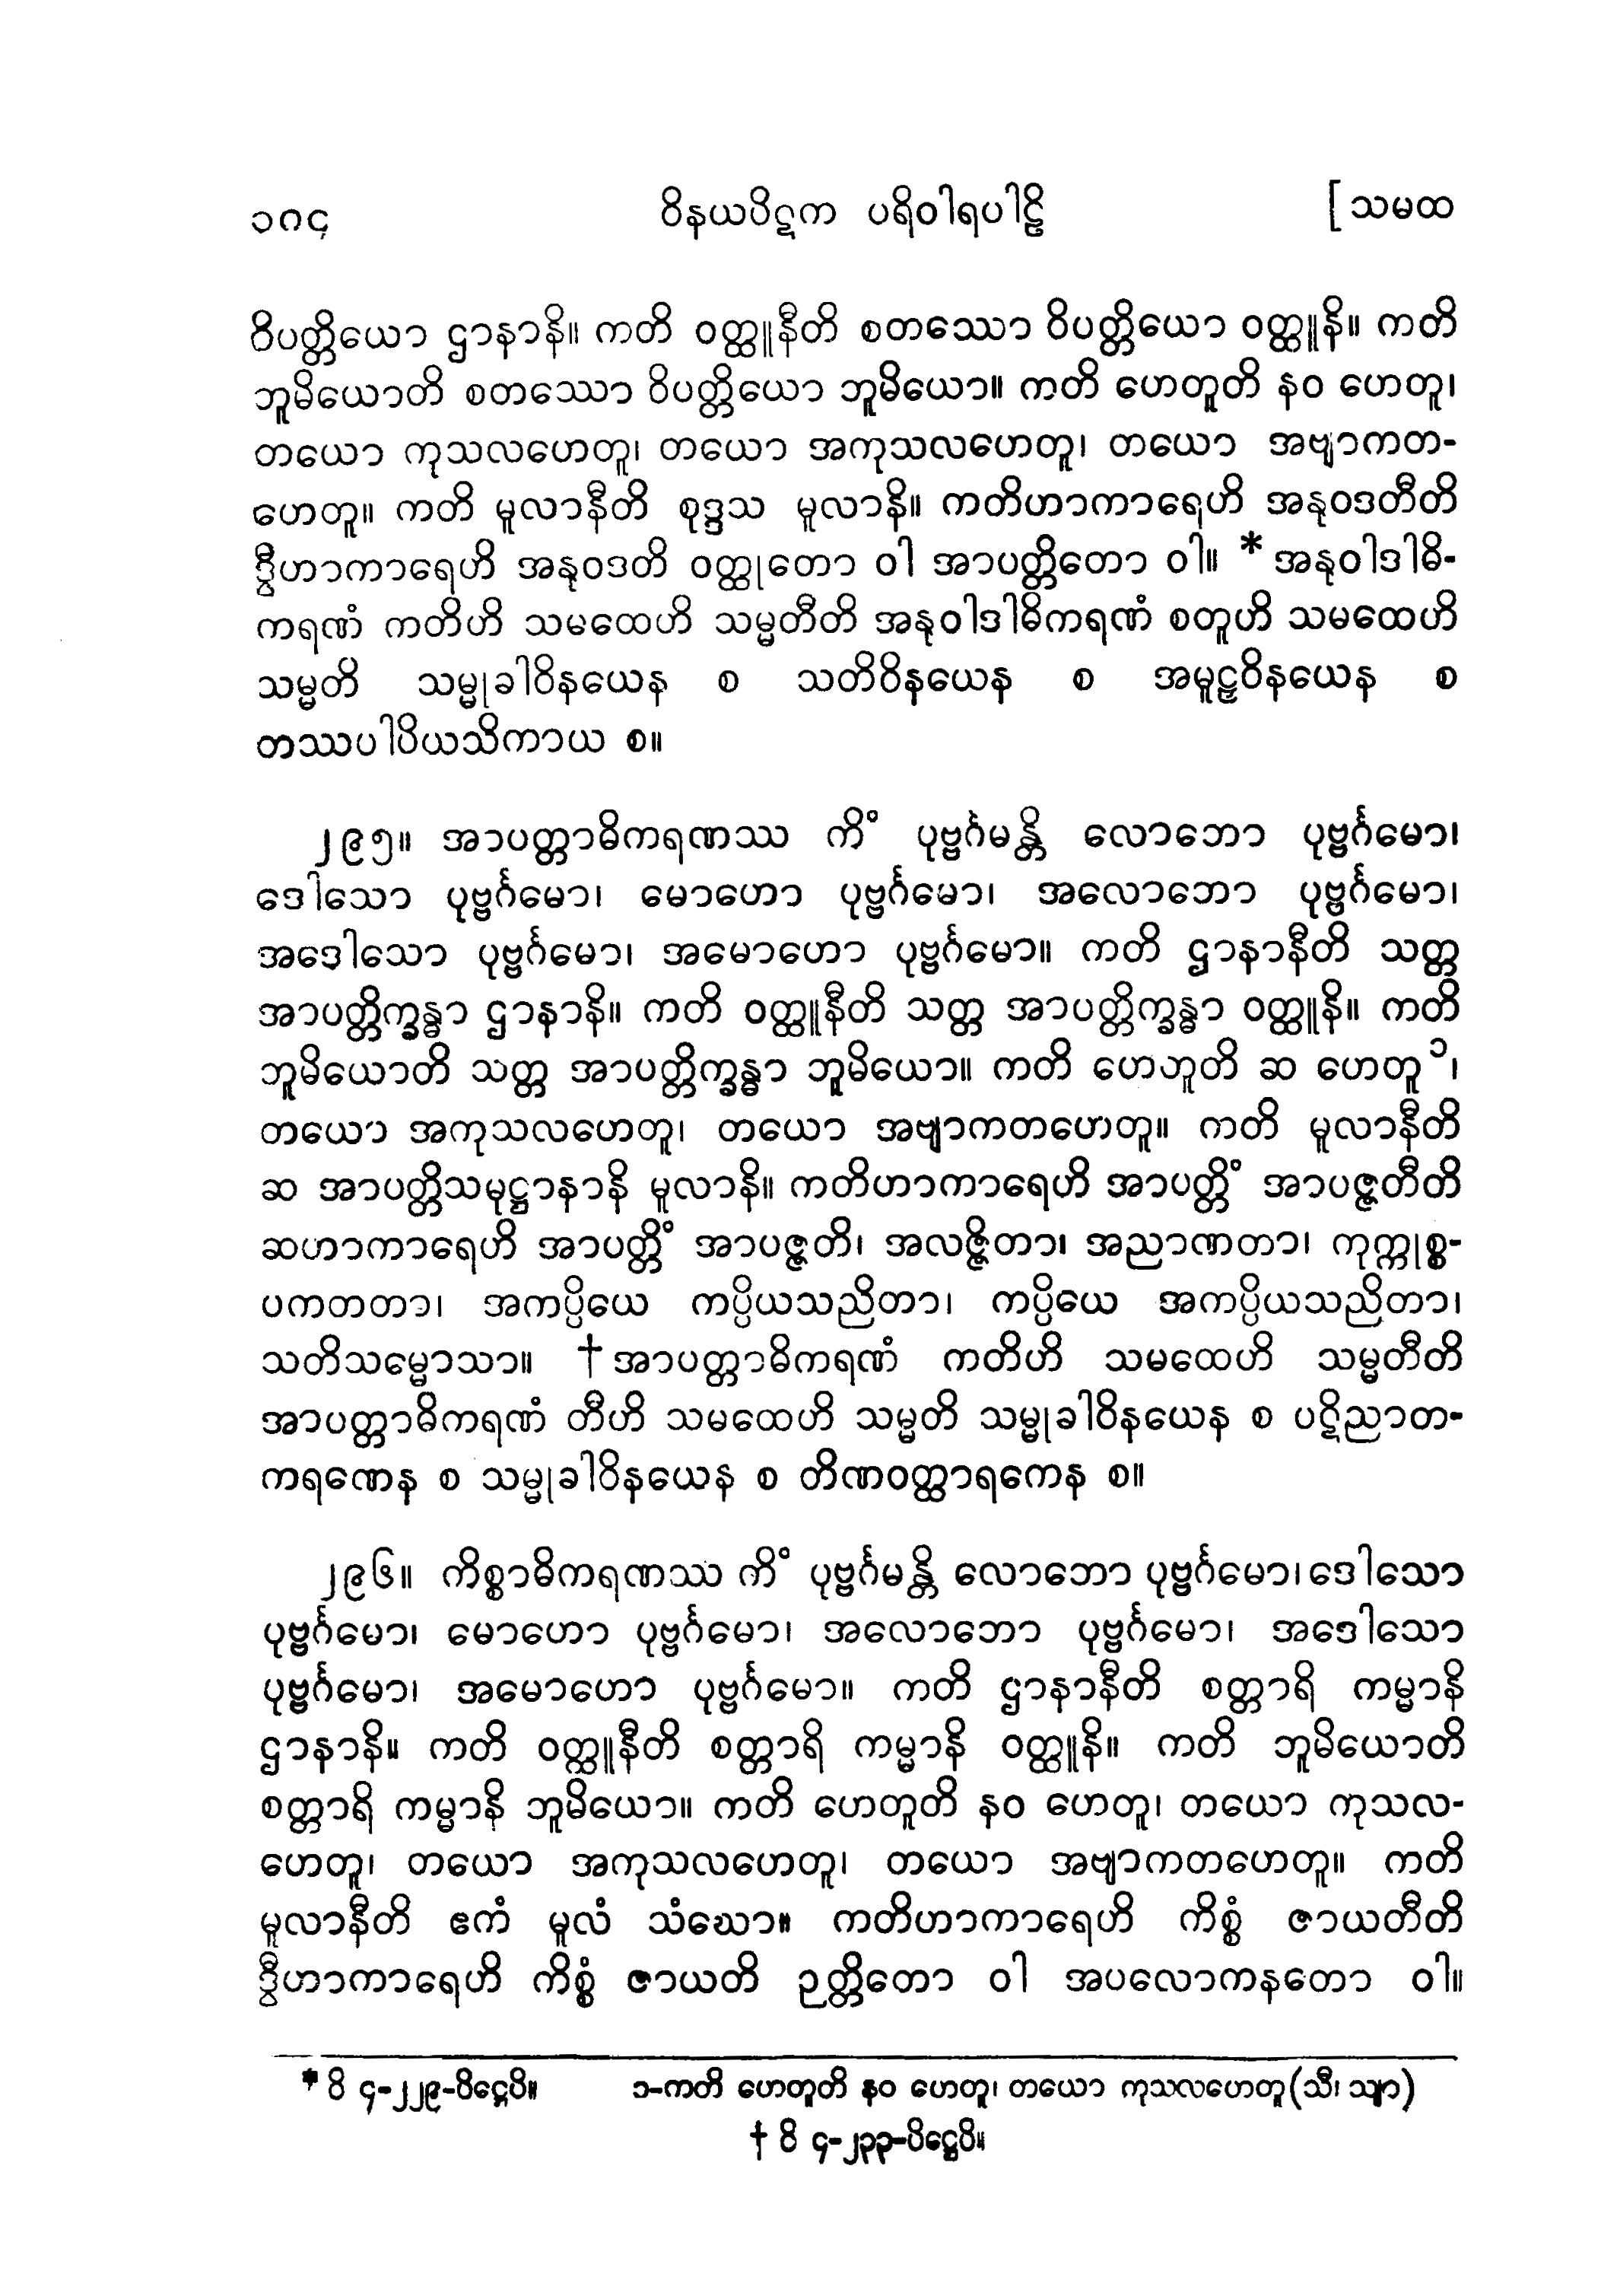 ၁၈၄ ဝိနယပိဋက ပရိဝါရပါဠိ [ သမထ
ဝိပတ္တိယော ဌာနာနိ။ ကတိ ဝတ္ထူနီတိ စတဿော ဝိပတ္တိယော ဝတ္ထူနိ။ ကတိ
ဘူမိယောတိ စတဿော ဝိပတ္တိယော ဘူမိယော။ ကတိ ဟေတူတိ နဝ ဟေတူ၊
တယော ကုသလဟေတူ၊ တယော အကုသလဟေတူ၊ တယော အဗျာကတ-
ဟေတူ။ ကတိ မူလာနီတိ စုဒ္ဒသ မူလာနိ။ ကတိဟာကာရေဟိ အနုဝဒတီတိ
ဒွီဟာကာရေဟိ အနုဝဒတိ ဝတ္ထုတော ဝါ အာပတ္တိတော ဝါ။ * အနုဝါဒါဓိ-
ကရဏံ ကတိဟိ သမထေဟိ သမ္မတီတိ အနုဝါဒါဓိကရဏံ စတူဟိ သမထေဟိ
သမ္မတိ သမ္မုခါဝိနယေန စ သတိဝိနယေန စ အမူဠှဝိနယေန စ
တဿပါပိယသိကာယ စ။
၂၉၅။ အာပတ္တာဓိကရဏဿ ကိံ ပုဗ္ဗင်္ဂမန္တိ လောဘော ပုဗ္ဗင်္ဂမော၊
ဒေါသော ပုဗ္ဗင်္ဂမော၊ မောဟော ပုဗ္ဗင်္ဂမော၊ အလောဘော ပုဗ္ဗင်္ဂမော၊
အဒေါသော ပုဗ္ဗင်္ဂမော၊ အမောဟော ပုဗ္ဗင်္ဂမော။ ကတိ ဌာနာနီတိ သတ္တ
အာပတ္တိက္ခန္ဓာ ဌာနာနိ။ ကတိ ဝတ္ထူနီတိ သတ္တ အာပတ္တိက္ခန္ဓာ ဝတ္ထူနိ။ ကတိ
ဘူမိယောတိ သတ္တ အာပတ္တိက္ခန္ဓာ ဘူမိယော။ ကတိ ဟေတူတိ ဆ ဟေတူ ၁၊
တယော အကုသလဟေတူ၊ တယော အဗျာကတဟေတူ။ ကတိ မူလာနီတိ
ဆ အာပတ္တိသမုဋ္ဌာနာနိ မူလာနိ။ ကတိဟာကာရေဟိ အာပတ္တိံ အာပဇ္ဇတီတိ
ဆဟာကာရေဟိ အာပတ္တိံ အာပဇ္ဇတိ၊ အလဇ္ဇိတာ၊ အညာဏတာ၊ ကုက္ကုစ္စ-
ပကတတာ၊ အကပ္ပိယေ ကပ္ပိယသညိတာ၊ ကပ္ပိယေ အကပ္ပိယသညိတာ၊
သတိသမ္မောသာ။ †အာပတ္တာဓိကရဏံ ကတိဟိ သမထေဟိ သမ္မတီတိ
အာပတ္တာဓိကရဏံ တီဟိ သမထေဟိ သမ္မတိ သမ္မုခါဝိနယေန စ ပဋိညာတ-
ကရဏေန စ သမ္မုခါဝိနယေန စ တိဏဝတ္ထာရကေန စ။
၂၉၆။ ကိစ္စာဓိကရဏဿ ကိံ ပုဗ္ဗင်္ဂမန္တိ လောဘော ပုဗ္ဗင်္ဂမော၊ ဒေါသော
ပုဗ္ဗင်္ဂမော၊ မောဟော ပုဗ္ဗင်္ဂမော၊ အလောဘော ပုဗ္ဗင်္ဂမော၊ အဒေါသော
ပုဗ္ဗင်္ဂမော၊ အမောဟော ပုဗ္ဗင်္ဂမော။ ကတိ ဌာနာနီတိ စတ္တာရိ ကမ္မာနိ
ဌာနာနိ။ ကတိ ဝတ္ထူနီတိ စတ္တာရိ ကမ္မာနိ ဝတ္ထူနိ။ ကတိ ဘူမိယောတိ
စတ္တာရိ ကမ္မာနိ ဘူမိယော။ ကတိ ဟေတူတိ နဝ ဟေတူ၊ တယော ကုသလ-
ဟေတူ၊ တယော အကုသလဟေတူ၊ တယော အဗျာကတဟေတူ။ ကတိ
မူလာနီတိ ဧကံ မူလံ သံဃော။ ကတိဟာကာရေဟိ ကိစ္စံ ဇာယတီတိ
ဒွီဟာကာရေဟိ ကိစ္စံ ဇာယတိ ဉတ္တိတော ဝါ အပလောကနတော ဝါ။
* ဝိ ၄-၂၂၉-ပိဋ္ဌေပိ။ ၁-ကတိ ဟေတူတိ နဝ ဟေတူ၊ တယော ကုသလဟေတူ(သီ၊ သျာ)
† ဝိ ၄-၂၃၃-ပိဋ္ဌေပိ။